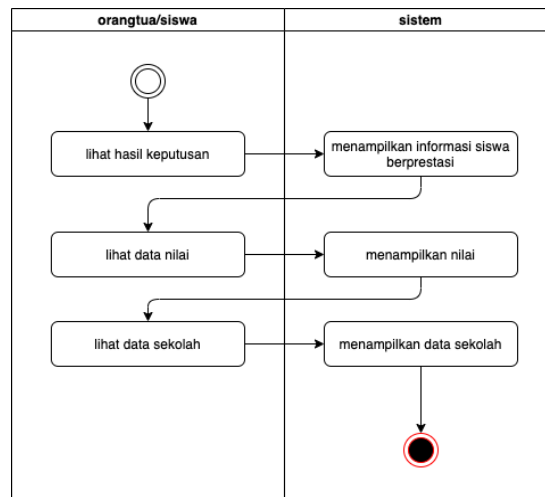 orangtua/siswa
sistem
lihat hasil keputusan
menampilkan informasi siswa
berprestasi
lihat data nilai
menampilkan nilai
lihat data sekolah
menampilkan data sekolah